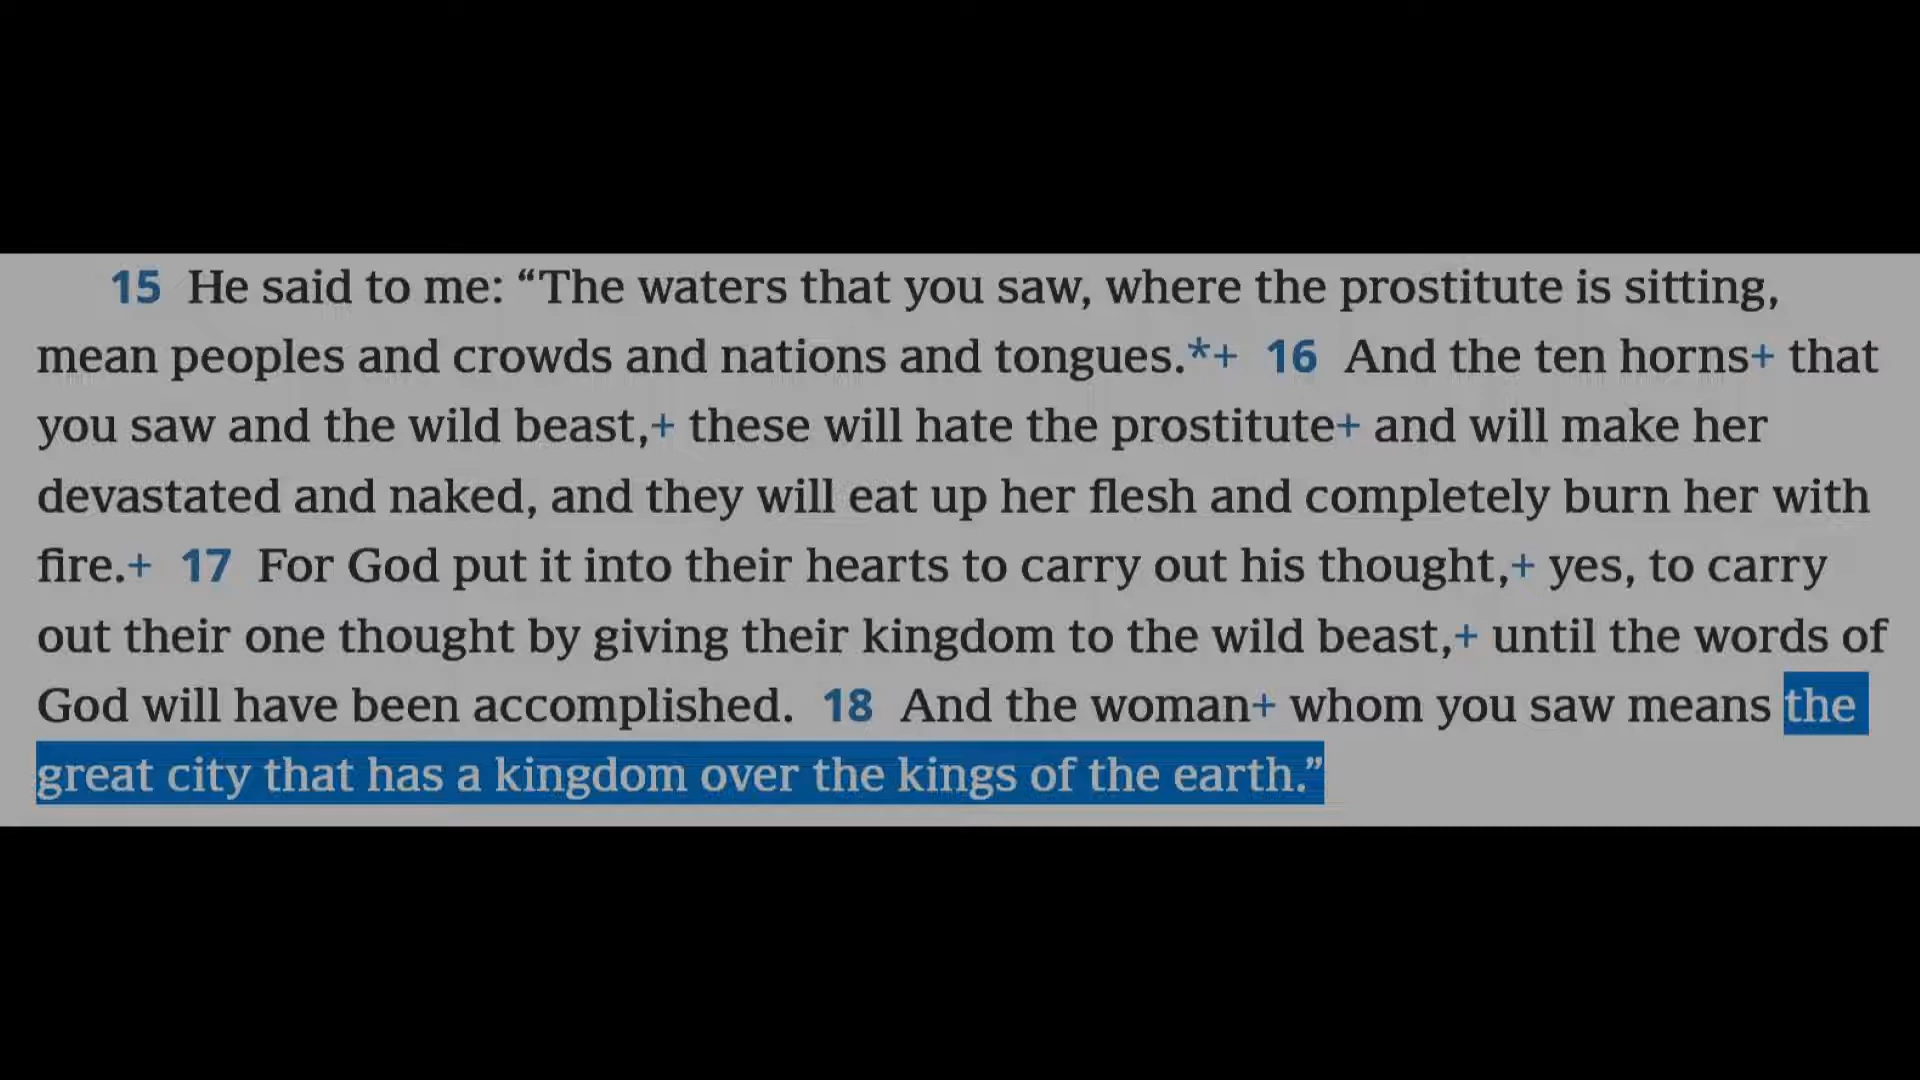 15 He said to me: “The waters that you saw, where the prostitute is sitting,
mean peoples and crowds and nations and tongues.*+ 16 And the ten horns+ that
you saw and the wild beast,+ these will hate the prostitute+ and will make her
devastated and naked, and they will eat up her flesh and completely burn her with
fire.+ 17 For God put it into their hearts to carry out his thought,+ yes, to carry
out their one thought by giving their kingdom to the wild beast,+ until the words of
God will have been accomplished. 18 And the woman+ whom you saw means the
great city that has a kingdom over the kings of the earth.”